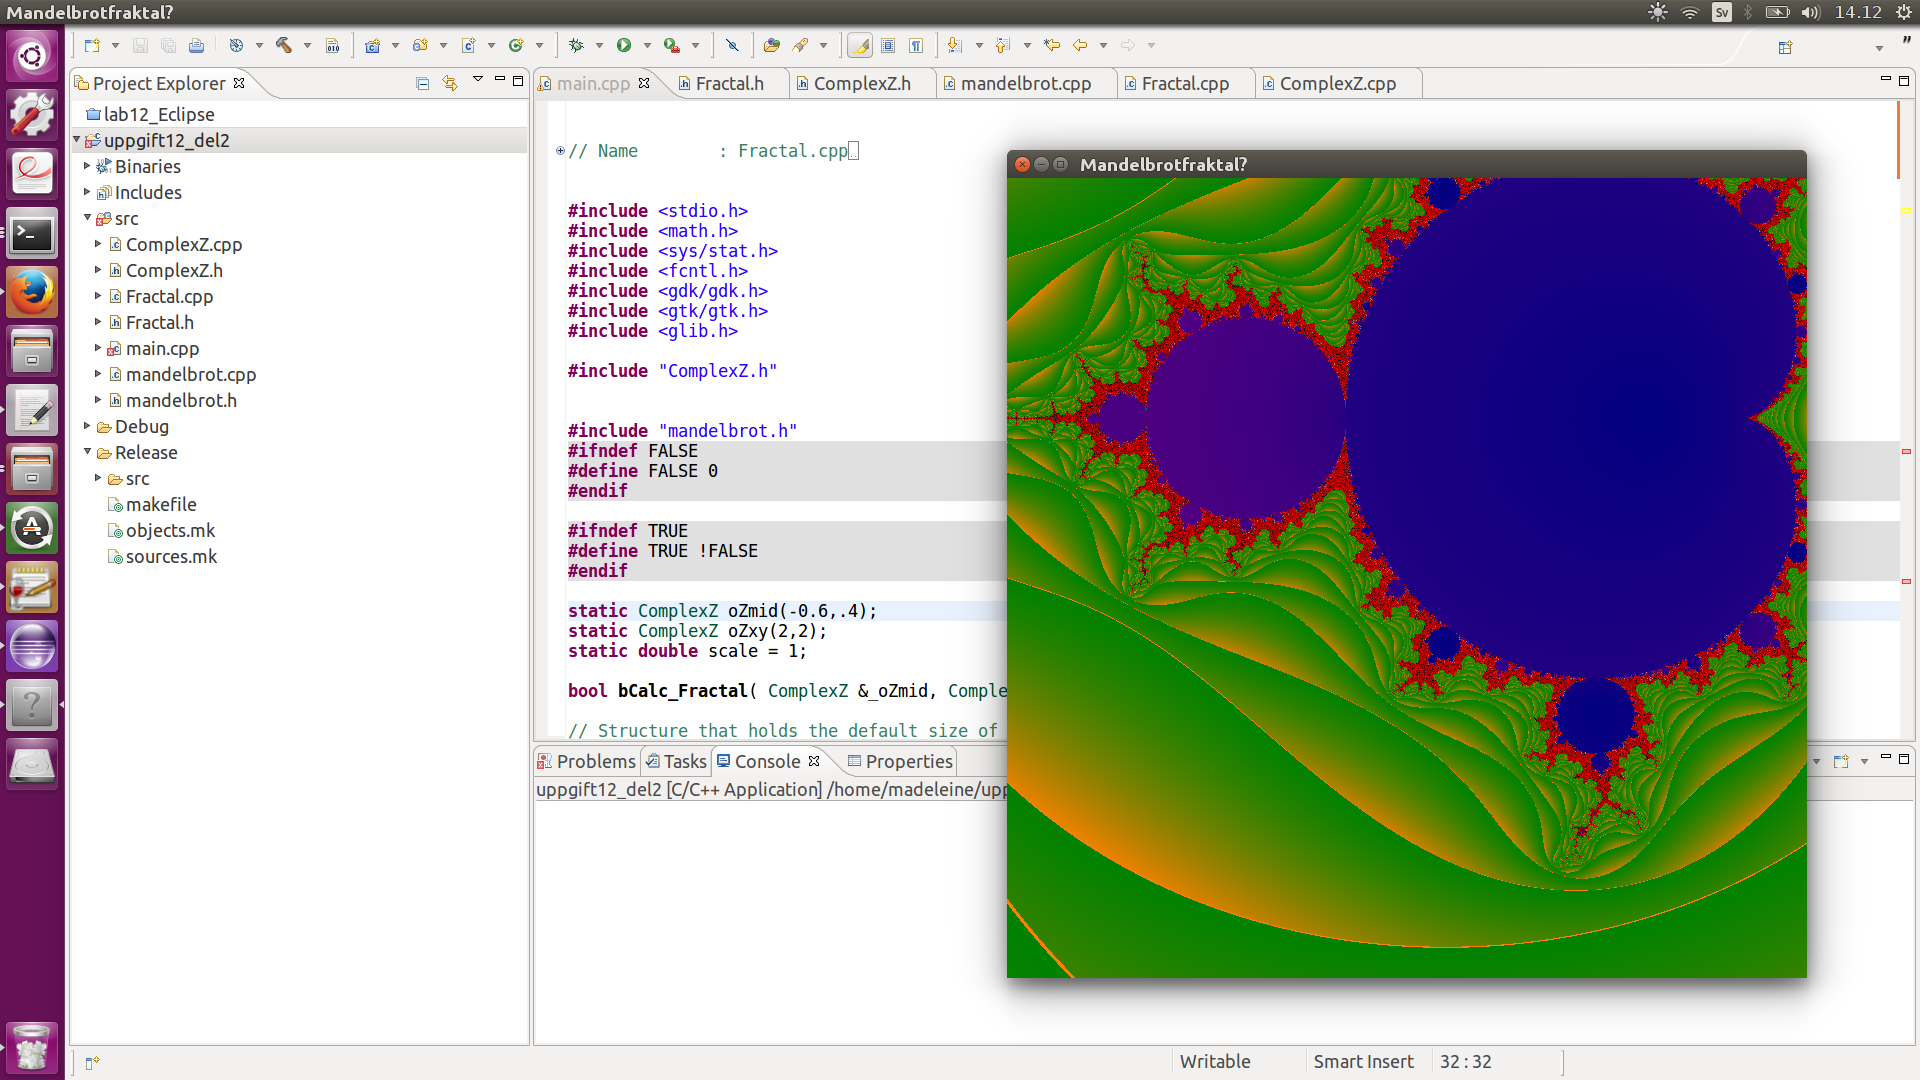 Mandelbrotfraktal?
Sv
14.12
Project Explorer
main.cpp
Fractal.h
ComplexZ.h
mandelbrot.cpp
Fractal.cpp
ComplexZ.cpp
lab12_Eclipse
uppgift12_del2
Binaries
Includes
src
ComplexZ.cpp
ComplexZ.h
Fractal.cpp
Fractal.h
main.cpp
mandelbrot.cpp
mandelbrot.h
Debug
Release
src
makefile
objects.mk
sources.mk
// Name        : Fractal.cpp
#include <stdio.h>
#include <math.h>
#include <sys/stat.h>
#include <fcntl.h>
#include <gdk/gdk.h>
#include <gtk/gtk.h>
#include <glib.h>
#include "ComplexZ.h"
#include "mandelbrot.h"
#ifndef FALSE
#define FALSE 0
#endif
#ifndef TRUE
#define TRUE !FALSE
#endif
static ComplexZ oZmid(-0.6,.4);
static ComplexZ oZxy(2,2);
static double scale = 1;
bool bCalc_Fractal( ComplexZ &_oZmid, Comple
// Structure that holds the default size of
Mandelbrotfraktal?
Problems
Tasks
Console
Properties
uppgift12_del2 [C/C++ Application] /home/madeleine/upp
Writable
Smart Insert
32 : 32